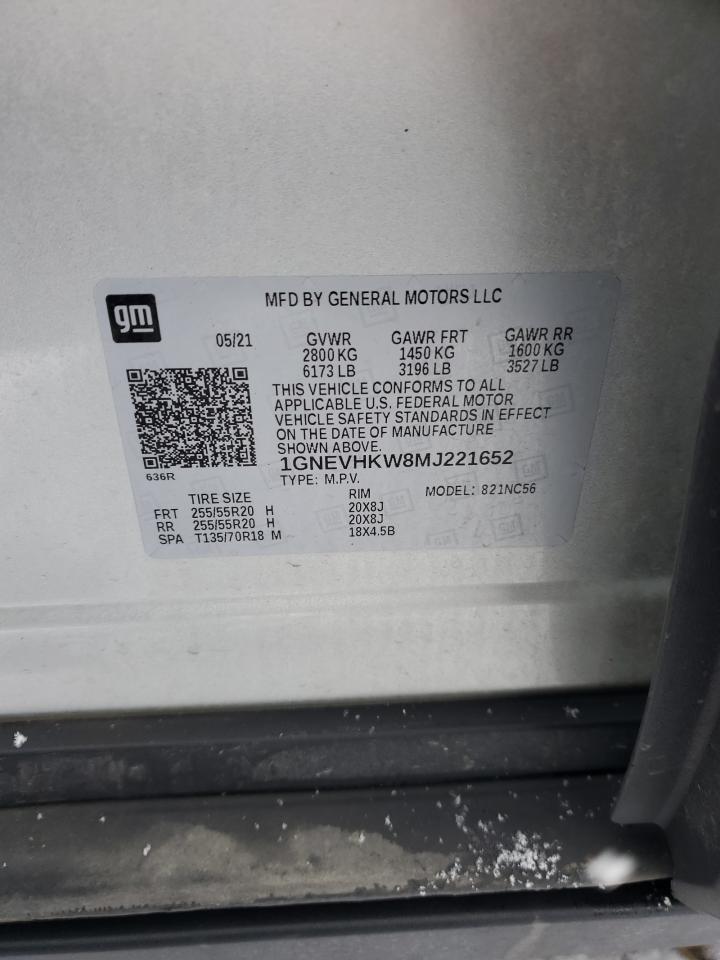 gm
MFD BY GENERAL MOTORS LLC
05/21 GVWR GAWR FRT GAWR RR
2800 KG 1450 KG 1600 KG
6173 LB 3196 LB 3527 LB
THIS VEHICLE CONFORMS TO ALL
APPLICABLE U.S. FEDERAL MOTOR
VEHICLE SAFETY STANDARDS IN EFFECT
ON THE DATE OF MANUFACTURE
SHOWN ABOVE.
636R
1GNEVHKW8MJ221652
TYPE: M.P.V. MODEL: 821NC56
TIRE SIZE RIM
FRT 255/55R20 H 20X8J
RR 255/55R20 H 20X8J
SPA T135/70R18 M 18X4.5B